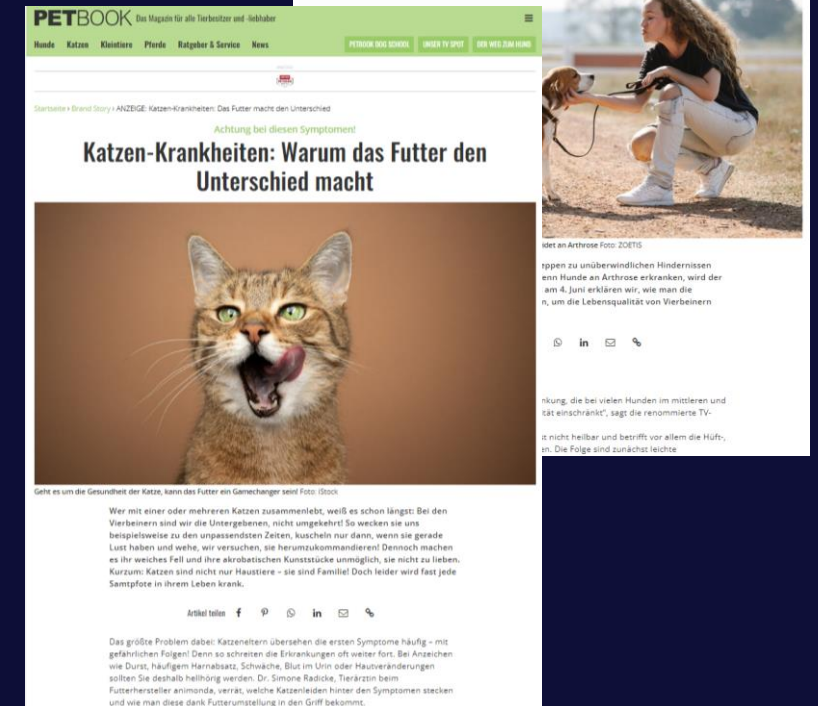 PETBOOK Das Magazin für alle Tierbesitzer und -liebhaber
Hunde Katzen Kleintiere Pferde Ratgeber & Service News
PETBOOK DOG SCHOOL UNSER TV SPOT DER WEG ZUM HUND
Startseite › Brand Story › ANZEIGE: Katzen-Krankheiten: Das Futter macht den Unterschied
Achtung bei diesen Symptomen!
Katzen-Krankheiten: Warum das Futter den
Unterschied macht
Geht es um die Gesundheit der Katze, kann das Futter ein Gamechanger sein! Foto: iStock
Wer mit einer oder mehreren Katzen zusammenlebt, weiß es schon längst: Bei den
Vierbeinern sind wir die Untergebenen, nicht umgekehrt! So wecken sie uns
beispielsweise zu den unpassendsten Zeiten, kuscheln nur dann, wenn sie gerade
Lust haben und wehe, wir versuchen, sie herumzukommandieren! Dennoch machen
es ihr weiches Fell und ihre akrobatischen Kunststücke unmöglich, sie nicht zu lieben.
Kurzum: Katzen sind nicht nur Haustiere – sie sind Familie! Doch leider wird fast jede
Samtpfote in ihrem Leben krank.
Artikel teilen
Das größte Problem dabei: Katzeneltern übersehen die ersten Symptome häufig – mit
gefährlichen Folgen! Denn so schreiten die Erkrankungen oft weiter fort. Bei Anzeichen
wie Durst, häufigem Harnabsatz, Schwäche, Blut im Urin oder Hautveränderungen
sollten Sie deshalb hellhörig werden. Dr. Simone Radicke, Tierärztin beim
Futterhersteller animonda, verrät, welche Katzenleiden hinter den Symptomen stecken
und wie man diese dank Futterumstellung in den Griff bekommt.
idet an Arthrose Foto: ZOETIS
eppen zu unüberwindlichen Hindernissen
enn Hunde an Arthrose erkranken, wird der
am 4. Juni erklären wir, wie man die
n, um die Lebensqualität von Vierbeinern
nkung, die bei vielen Hunden im mittleren und
tät einschränkt", sagt die renommierte TV-
st nicht heilbar und betrifft vor allem die Hüft-,
en. Die Folge sind zunächst leichte